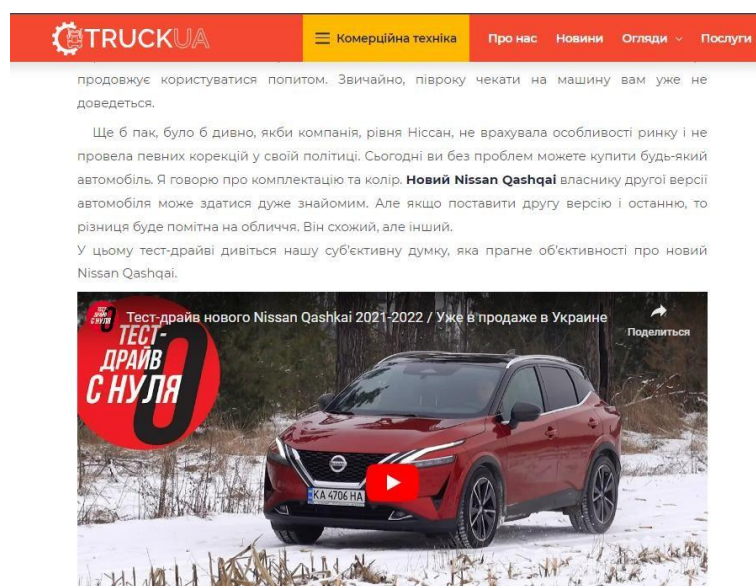 TRUCKUA
Комерційна техніка
Про нас
Новини
Огляди
Послуги
продовжує користуватися попитом. Звичайно, півроку чекати на машину вам уже не
доведеться.
Ще б пак, було б дивно, якби компанія, рівня Ніссан, не врахувала особливості ринку і не
провела певних корекцій у своїй політиці. Сьогодні ви без проблем можете купити будь-який
автомобіль. Я говорю про комплектацію та колір. Новий Nissan Qashqai власнику другої версії
автомобіля може здатися дуже знайомим. Але якщо поставити другу версію і останню, то
різниця буде помітна на обличчя. Він схожий, але інший.
У цьому тест-драйві дивіться нашу суб'єктивну думку, яка прагне об'єктивності про новий
Nissan Qashqai.
Тест-драйв нового Nissan Qashkai 2021-2022 / Уже в продаже в Украине
Поделиться
ТЕСТ-
ДРАЙВ
С НУЛЯ
KA 4706 HA